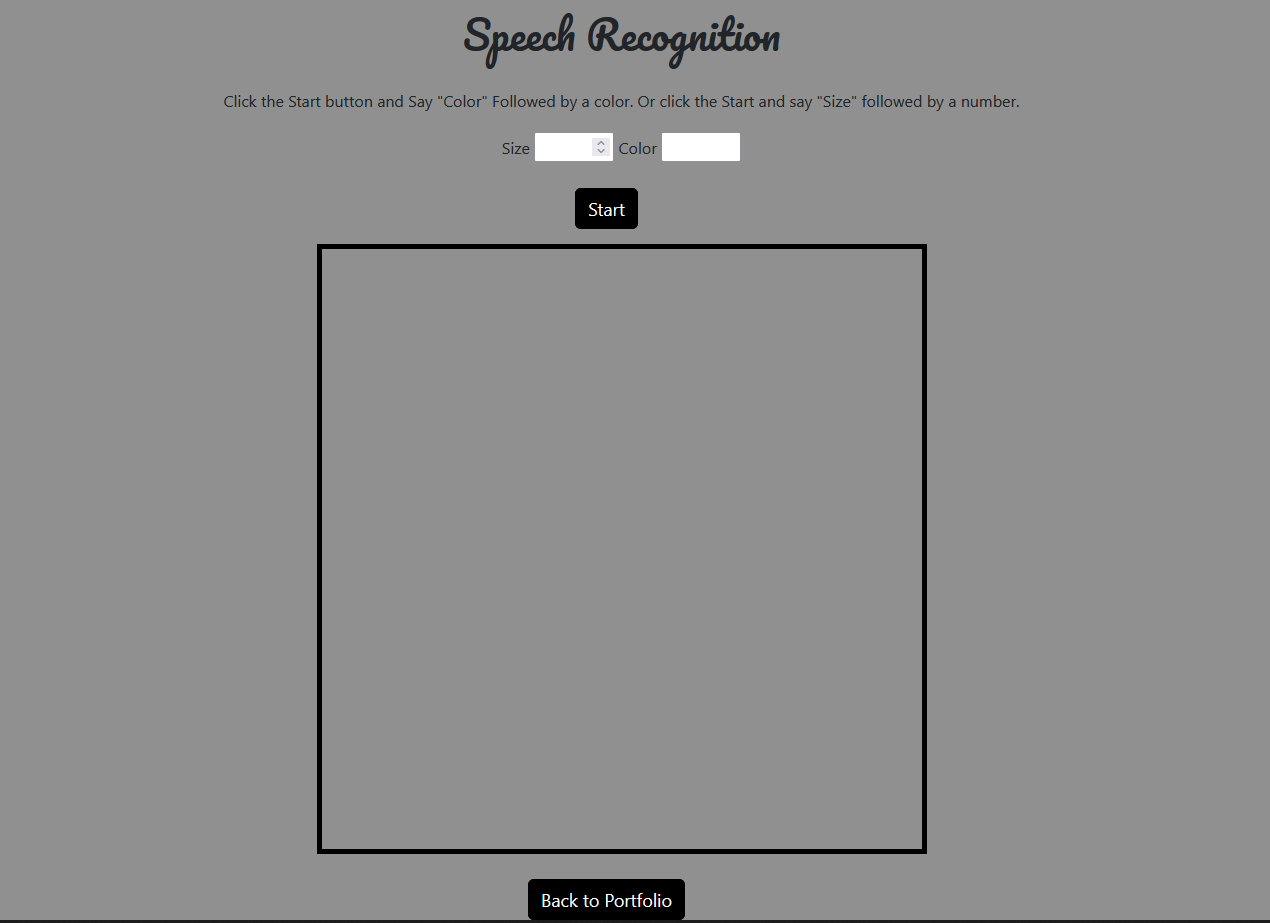 Speech Recognition
Click the Start button and Say "Color" Followed by a color. Or click the Start and say "Size" followed by a number.
Size Color
Start
Back to Portfolio